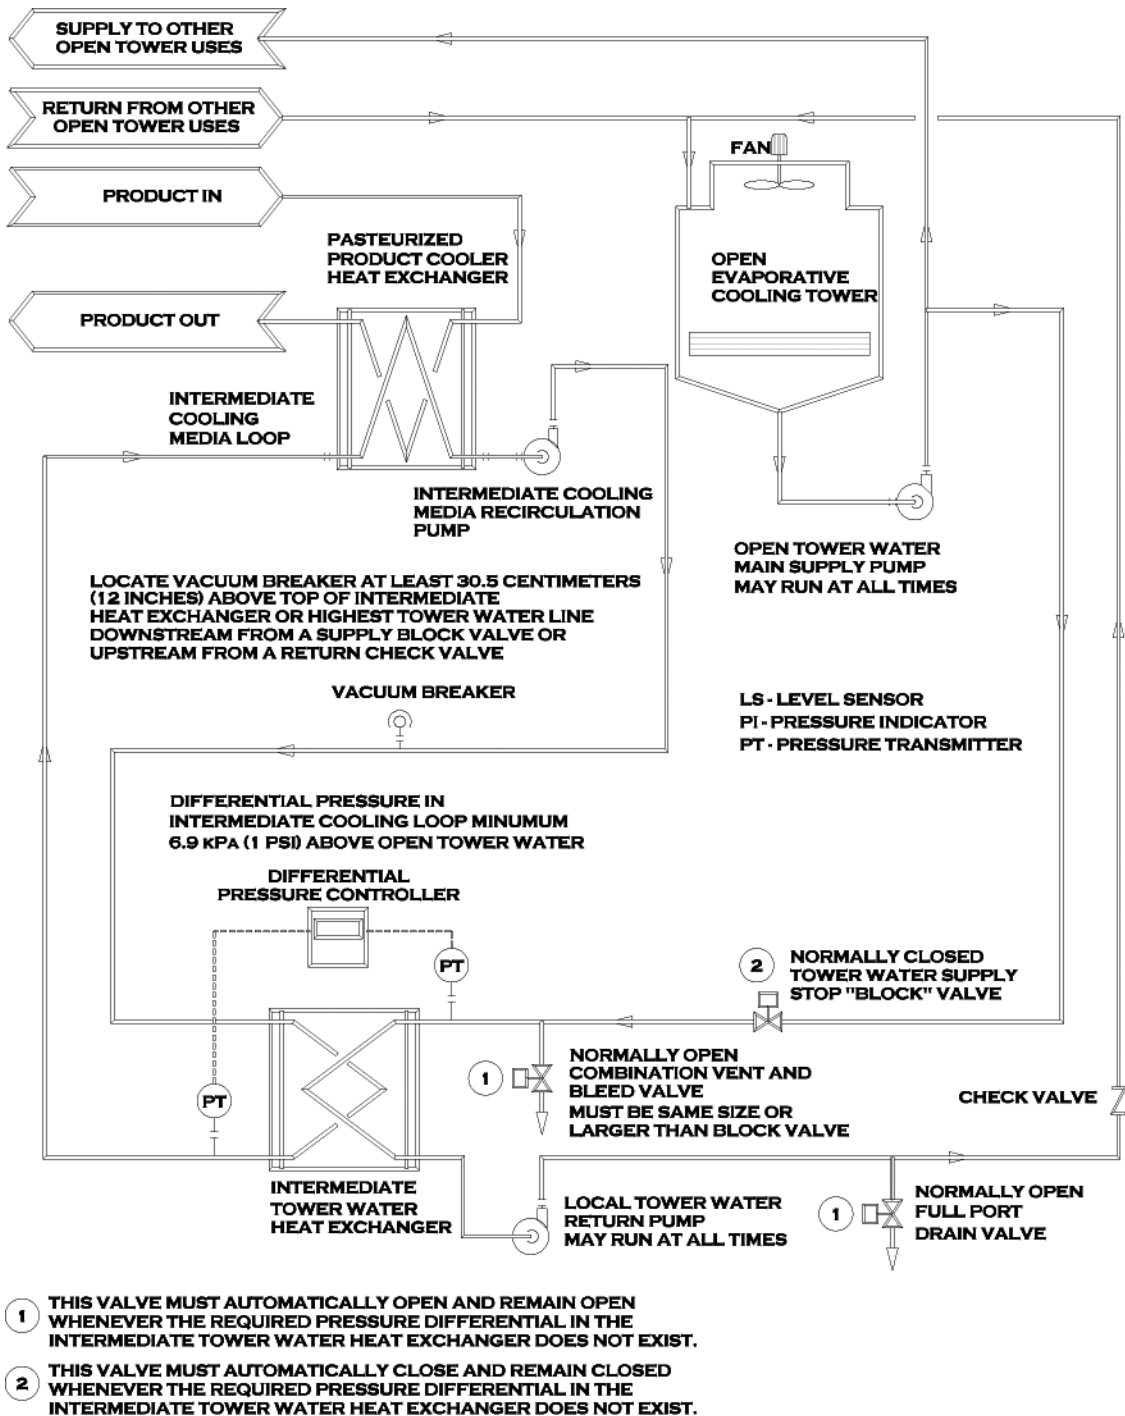 SUPPLY TO OTHER
OPEN TOWER USES
RETURN FROM OTHER
OPEN TOWER USES
FAN
PRODUCT IN
PASTEURIZED
PRODUCT COOLER
HEAT EXCHANGER
OPEN
EVAPORATIVE
COOLING TOWER
PRODUCT OUT
INTERMEDIATE
COOLING
MEDIA LOOP
INTERMEDIATE COOLING
MEDIA RECIRCULATION
PUMP
OPEN TOWER WATER
MAIN SUPPLY PUMP
MAY RUN AT ALL TIMES
LOCATE VACUUM BREAKER AT LEAST 30.5 CENTIMETERS
(12 INCHES) ABOVE TOP OF INTERMEDIATE
HEAT EXCHANGER OR HIGHEST TOWER WATER LINE
DOWNSTREAM FROM A SUPPLY BLOCK VALVE OR
UPSTREAM FROM A RETURN CHECK VALVE
VACUUM BREAKER
LS - LEVEL SENSOR
PI - PRESSURE INDICATOR
PT - PRESSURE TRANSMITTER
DIFFERENTIAL PRESSURE IN
INTERMEDIATE COOLING LOOP MINUMUM
6.9 KPA (1 PSI) ABOVE OPEN TOWER WATER
DIFFERENTIAL
PRESSURE CONTROLLER
PT
2
NORMALLY CLOSED
TOWER WATER SUPPLY
STOP "BLOCK" VALVE
1
NORMALLY OPEN
COMBINATION VENT AND
BLEED VALVE
MUST BE SAME SIZE OR
LARGER THAN BLOCK VALVE
PT
CHECK VALVE
INTERMEDIATE
TOWER WATER
HEAT EXCHANGER
LOCAL TOWER WATER
RETURN PUMP
MAY RUN AT ALL TIMES
1
NORMALLY OPEN
FULL PORT
DRAIN VALVE
1 THIS VALVE MUST AUTOMATICALLY OPEN AND REMAIN OPEN
WHENEVER THE REQUIRED PRESSURE DIFFERENTIAL IN THE
INTERMEDIATE TOWER WATER HEAT EXCHANGER DOES NOT EXIST.
2 THIS VALVE MUST AUTOMATICALLY CLOSE AND REMAIN CLOSED
WHENEVER THE REQUIRED PRESSURE DIFFERENTIAL IN THE
INTERMEDIATE TOWER WATER HEAT EXCHANGER DOES NOT EXIST.